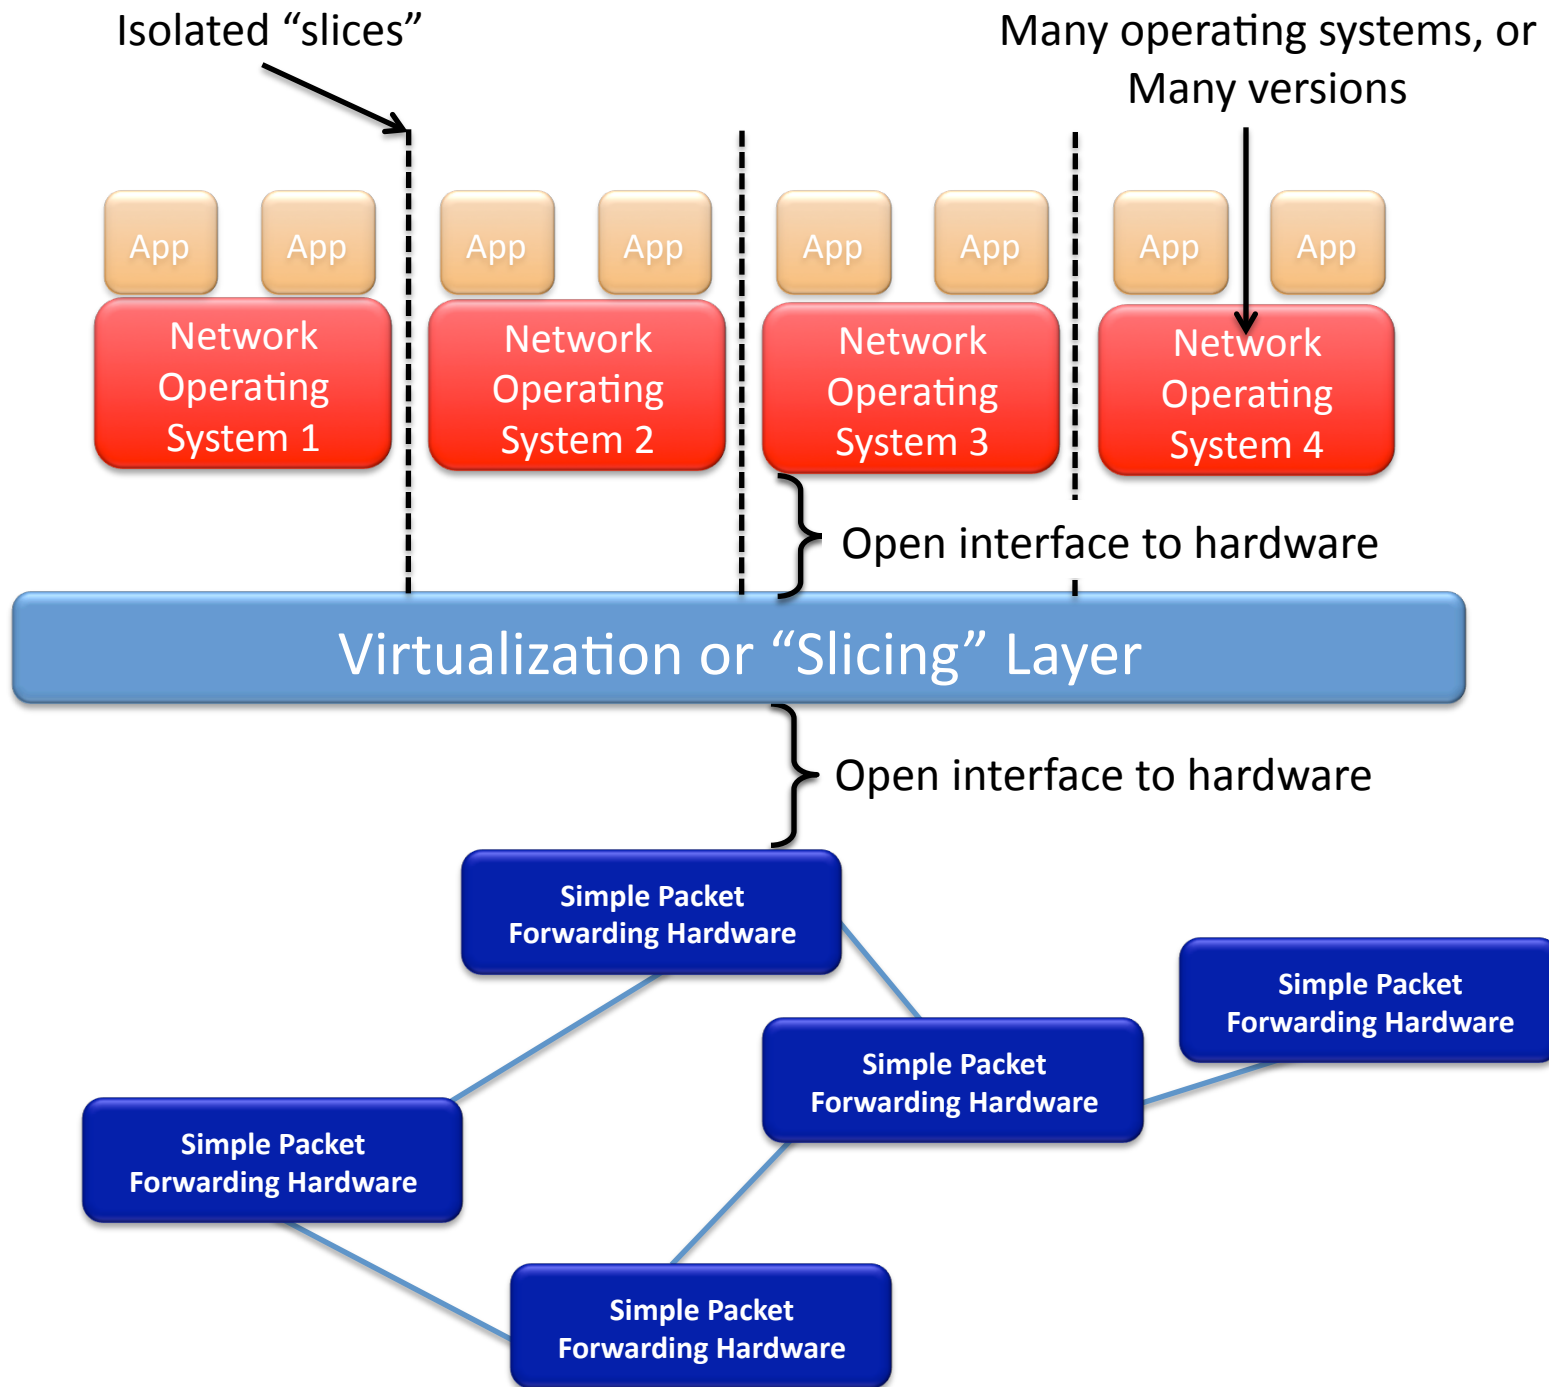 Isolated “slices”
Many operating systems, or
Many versions
App
App
App
App
App
App
App
App
Network
Operating
System 1
Network
Operating
System 2
Network
Operating
System 3
Network
Operating
System 4
Open interface to hardware
Virtualization or “Slicing” Layer
Open interface to hardware
Simple Packet
Forwarding Hardware
Simple Packet
Forwarding Hardware
Simple Packet
Forwarding Hardware
Simple Packet
Forwarding Hardware
Simple Packet
Forwarding Hardware